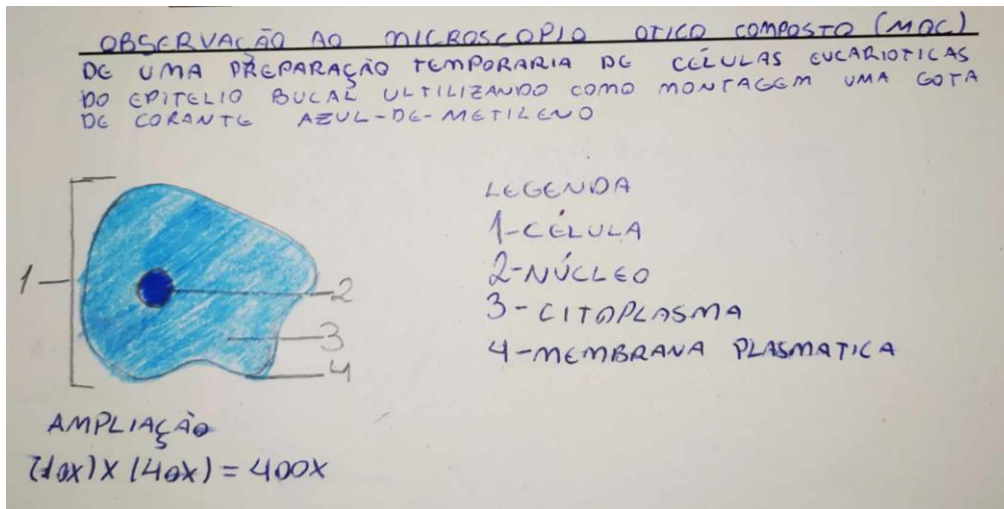 OBSERVAÇÃO AO MICROSCOPIO OTICO COMPOSTO (MOC)
DE UMA PREPARAÇÃO TEMPORARIA DE CÉLULAS EUCARIOTICAS
DO EPITELIO BUCAL ULTILIZANDO COMO MONTAGEM UMA GOTA
DE CORANTE AZUL-DE-METILENO
LEGENDA
1-CÉLULA
2-NÚCLEO
3-CITOPLASMA
4-MEMBRANA PLASMATICA
1
2
3
4
AMPLIAÇÃO
(10x) X (40x) = 400X